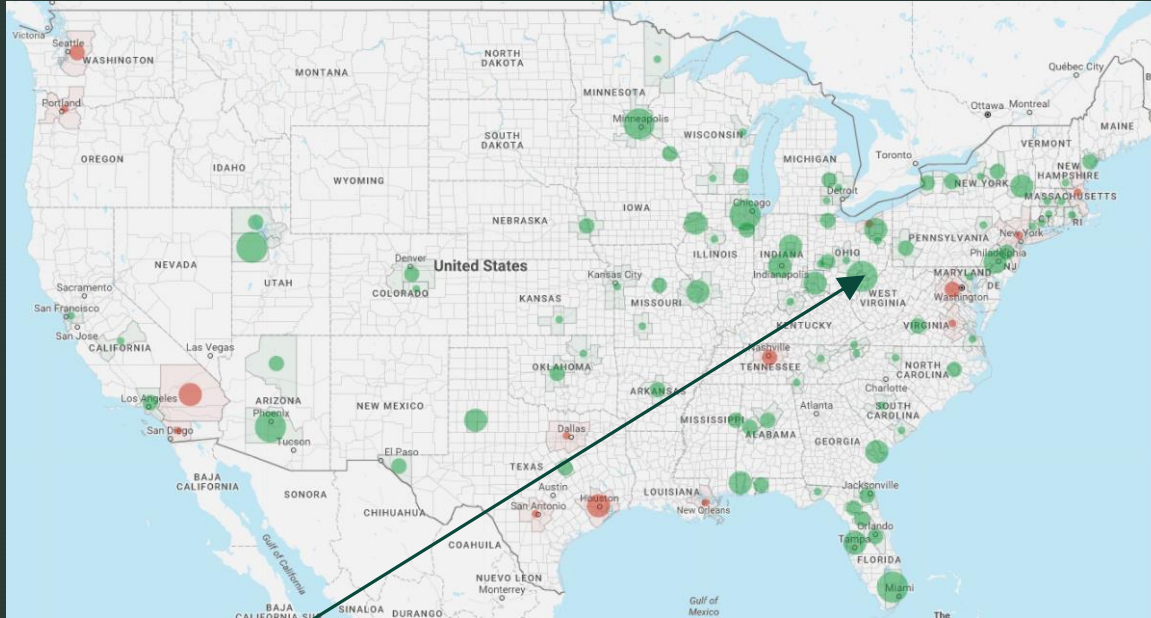 Victoria
Seattle
WASHINGTON
Portland
OREGON
IDAHO
MONTANA
NORTH
DAKOTA
SOUTH
DAKOTA
MINNESOTA
Minneapolis
WISCONSIN
MICHIGAN
Toronto
Detroit
Ottawa
Montreal
Québec City
MAINE
VERMONT
NEW
HAMPSHIRE
MASSACHUSETTS
RI
NEW YORK
New York
PENNSYLVANIA
Philadelphia
NJ
MARYLAND
DE
Washington
WEST
VIRGINIA
VIRGINIA
OHIO
INDIANA
Indianapolis
ILLINOIS
Chicago
IOWA
WYOMING
NEBRASKA
United States
Denver
COLORADO
KANSAS
Kansas City
MISSOURI
KENTUCKY
Nashville
TENNESSEE
NORTH
CAROLINA
Charlotte
SOUTH
CAROLINA
Atlanta
GEORGIA
ALABAMA
MISSISSIPPI
ARKANSAS
OKLAHOMA
NEVADA
UTAH
Sacramento
San Francisco
San Jose
CALIFORNIA
Las Vegas
Los Angeles
San Diego
ARIZONA
Phoenix
Tucson
NEW MEXICO
El Paso
Dallas
TEXAS
Austin
San Antonio
Houston
LOUISIANA
New Orleans
Jacksonville
Orlando
Tampa
FLORIDA
Miami
BAJA
CALIFORNIA
SONORA
CHIHUAHUA
COAHUILA
NUEVO LEON
Monterrey
Gulf of California
BAJA
SINALOA
DURANGO
Gulf of
Mexico
The